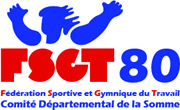 FSGT 80
Fédération Sportive et Gymnique du Travail
Comité Départemental de la Somme